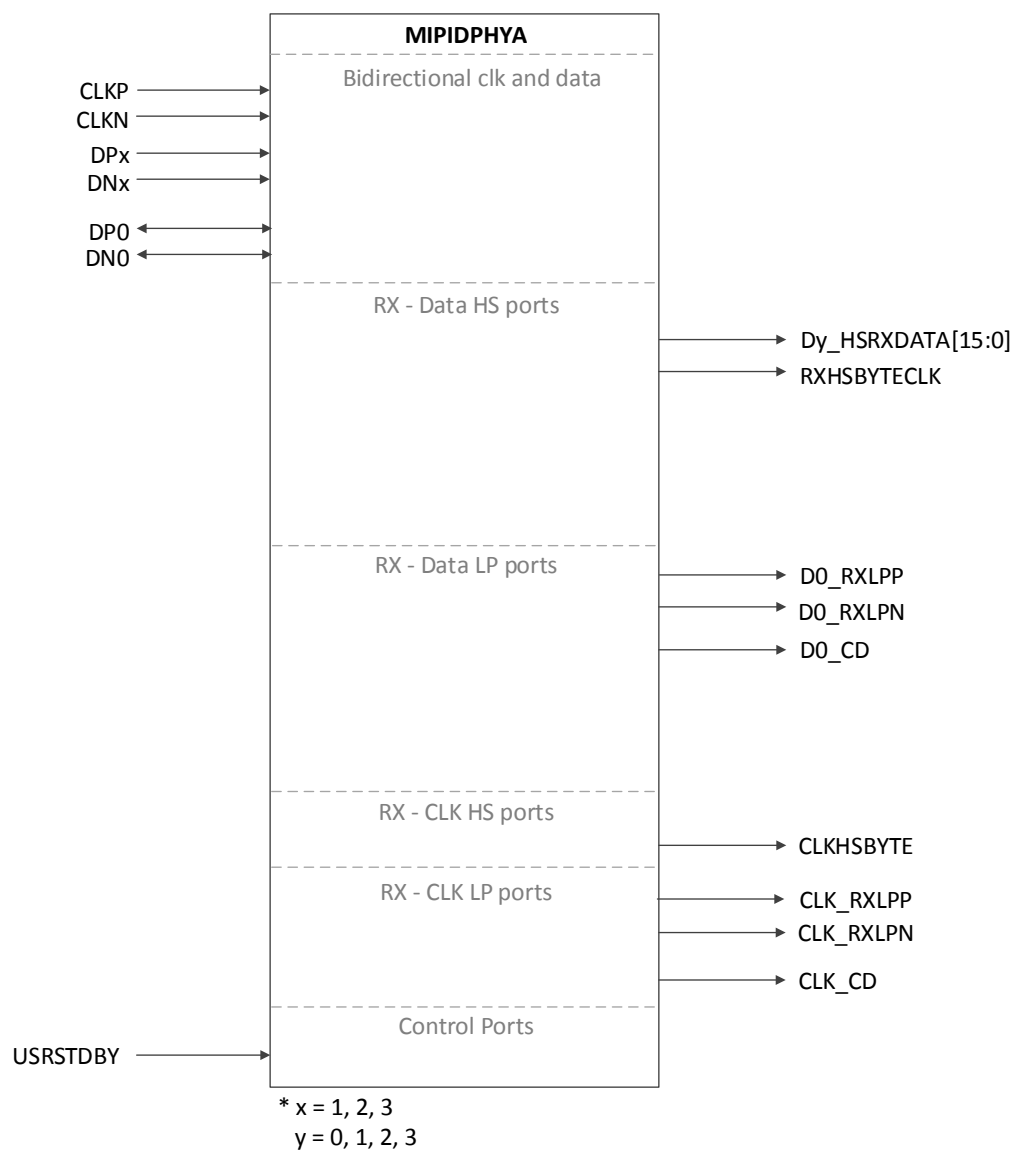 MIPIDPHYA
Bidirectional clk and data
CLKP
CLKN
DPx
DNx
DP0
DN0
RX - Data HS ports
Dy_HSRXDATA[15:0]
RXHSBYTECLK
RX - Data LP ports
D0_RXLPP
D0_RXLPN
D0_CD
RX - CLK HS ports
CLKHSBYTE
RX - CLK LP ports
CLK_RXLPP
CLK_RXLPN
CLK_CD
Control Ports
USRSTDBY
* x = 1, 2, 3
y = 0, 1, 2, 3